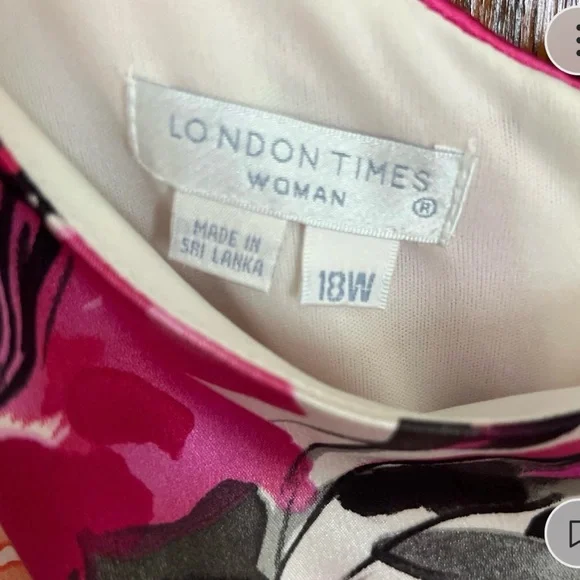 LONDON TIMES
WOMAN ®
MADE IN
SRI LANKA
18W